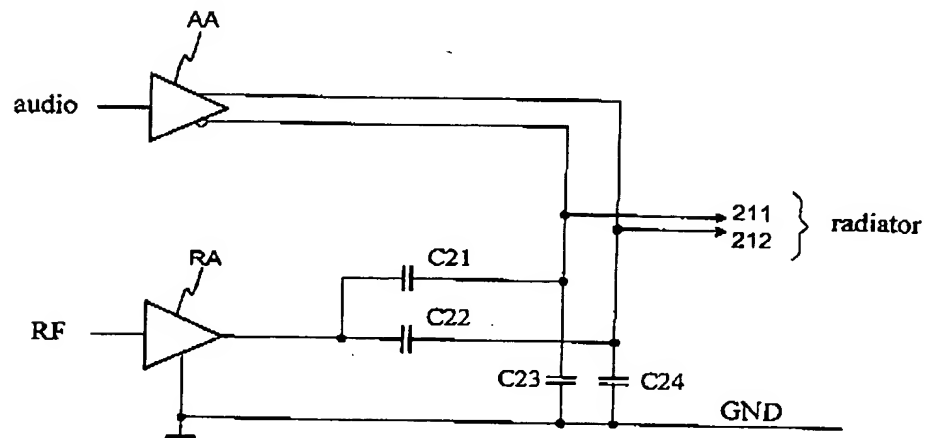 AA
audio
211
212
radiator
C21
RA
C22
RF
C23
C24
GND